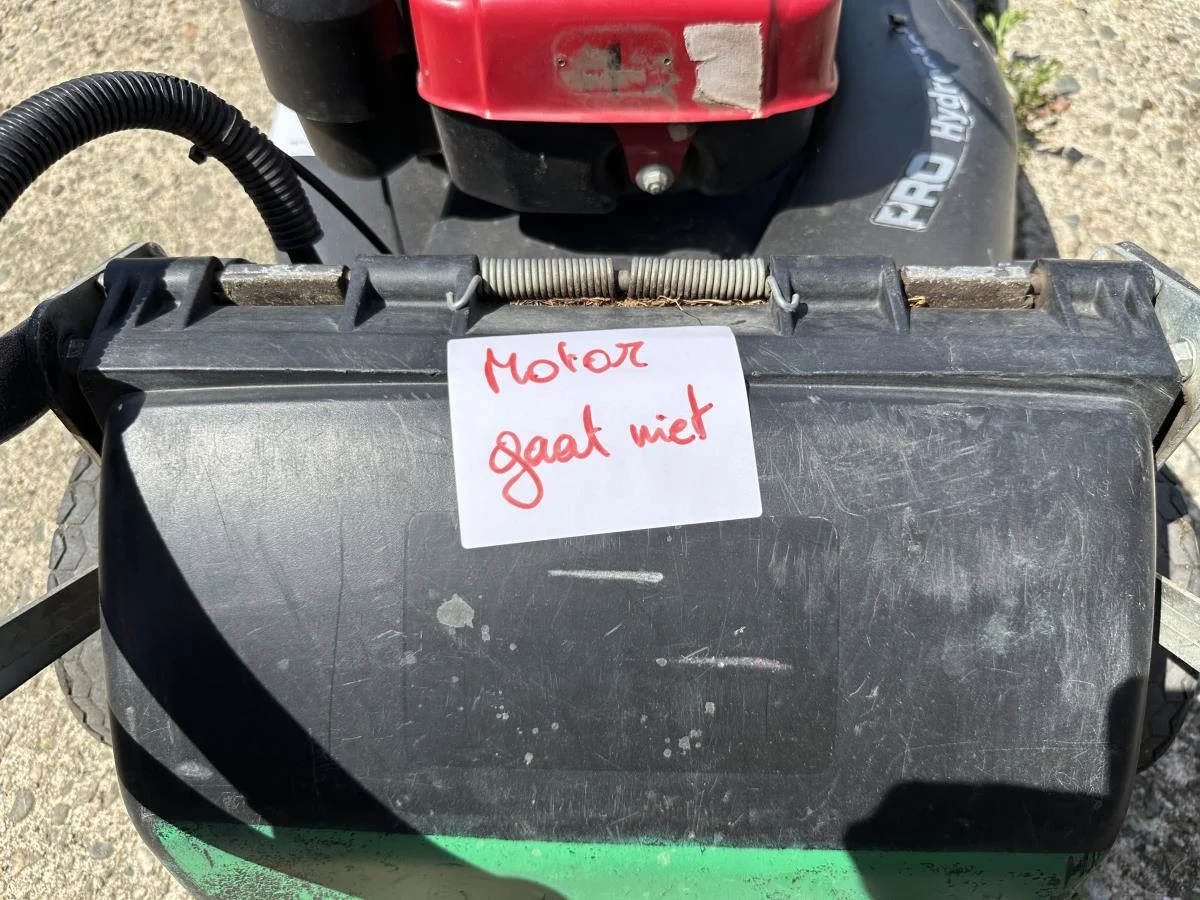 PRO Hydro
Motor
gaat niet